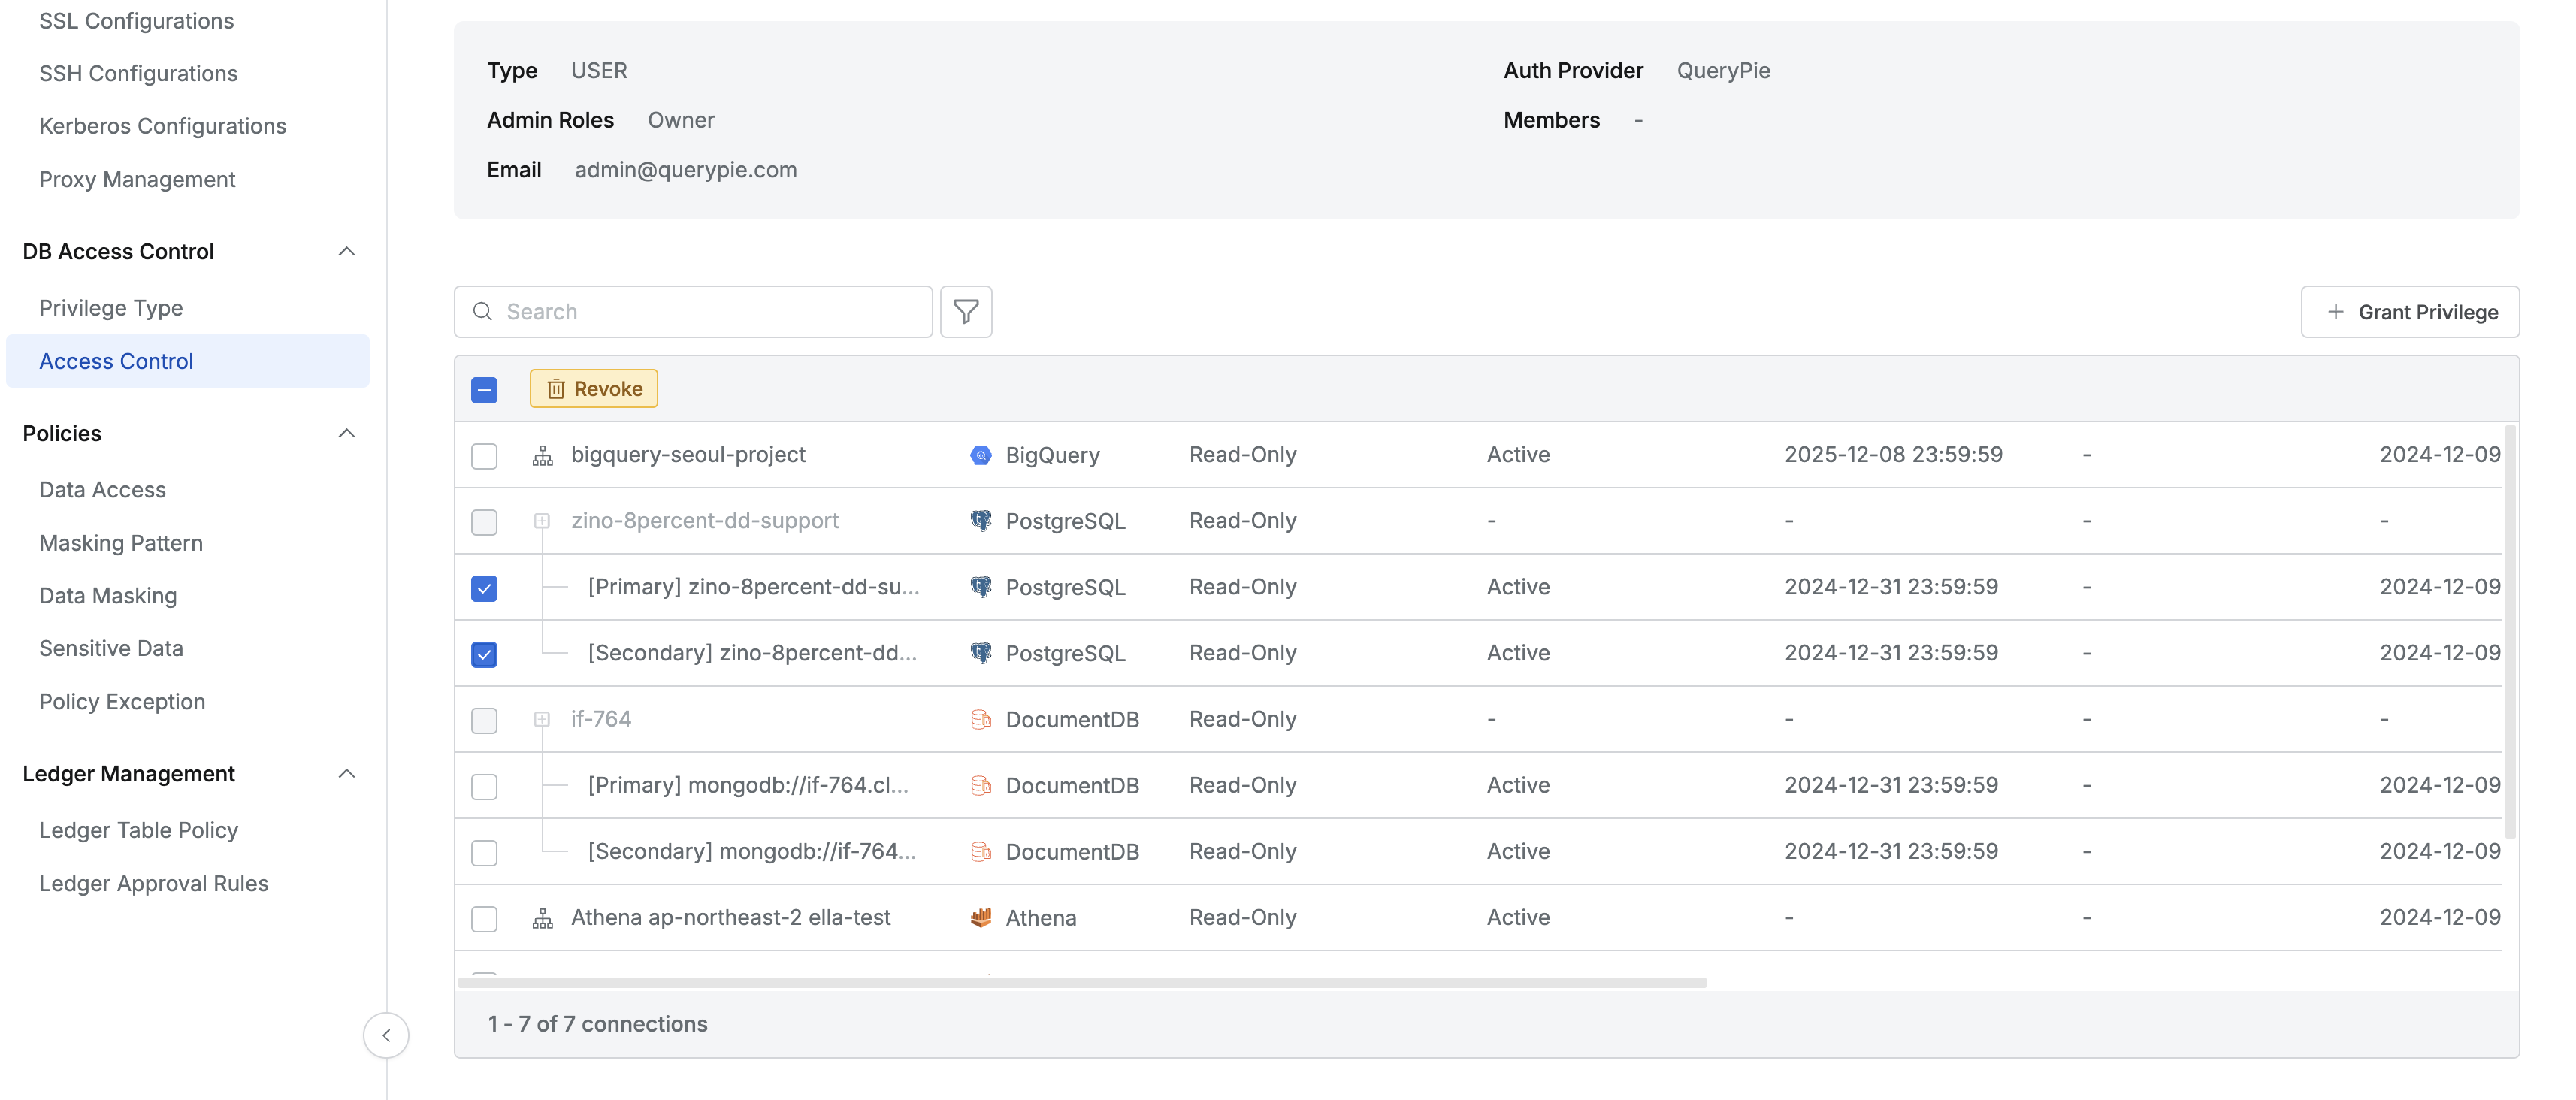 SSL Configurations
SSH Configurations
Kerberos Configurations
Proxy Management
DB Access Control
Privilege Type
Access Control
Policies
Data Access
Masking Pattern
Data Masking
Sensitive Data
Policy Exception
Ledger Management
Ledger Table Policy
Ledger Approval Rules
Type USER
Auth Provider QueryPie
Admin Roles Owner
Members -
Email admin@querypie.com
Search
+ Grant Privilege
Revoke
bigquery-seoul-project BigQuery Read-Only Active 2025-12-08 23:59:59 - 2024-12-09
zino-8percent-dd-support PostgreSQL Read-Only - - - -
[Primary] zino-8percent-dd-su... PostgreSQL Read-Only Active 2024-12-31 23:59:59 - 2024-12-09
[Secondary] zino-8percent-dd... PostgreSQL Read-Only Active 2024-12-31 23:59:59 - 2024-12-09
if-764 DocumentDB Read-Only - - - -
[Primary] mongodb://if-764.cl... DocumentDB Read-Only Active 2024-12-31 23:59:59 - 2024-12-09
[Secondary] mongodb://if-764... DocumentDB Read-Only Active 2024-12-31 23:59:59 - 2024-12-09
Athena ap-northeast-2 ella-test Athena Read-Only Active - - 2024-12-09
1 - 7 of 7 connections